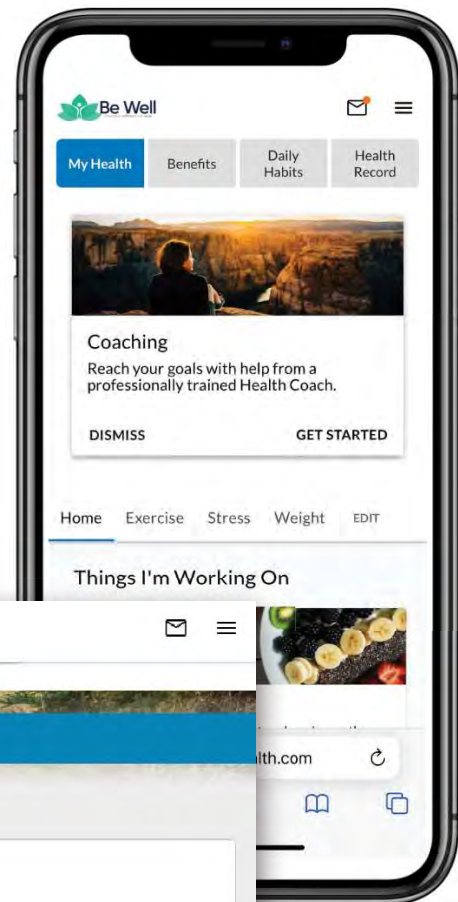 Be Well
My Health
Benefits
Daily
Habits
Health
Record
Coaching
Reach your goals with help from a
professionally trained Health Coach.
DISMISS GET STARTED
Home Exercise Stress Weight EDIT
Things I'm Working On
lth.com